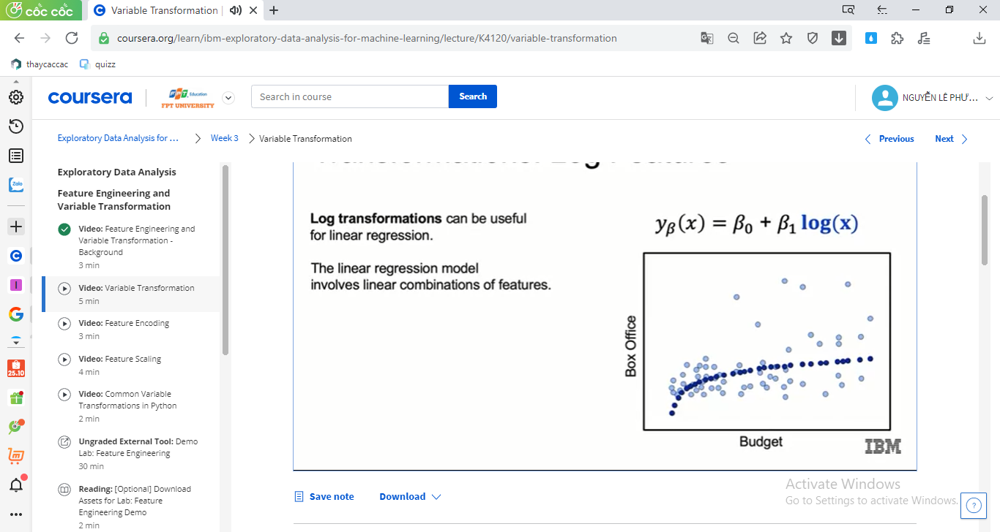 cốc cốc
Variable Transformation |
coursera.org/learn/ibm-exploratory-data-analysis-for-machine-learning/lecture/K4120/variable-transformation
thaycaccac
quizz
coursera
FPT Education
FPT UNIVERSITY
Search in course
Search
NGUYỄN LÊ PHƯ...
Exploratory Data Analysis for ...
Week 3
Variable Transformation
Previous
Next
Exploratory Data Analysis
Feature Engineering and
Variable Transformation
Video: Feature Engineering and
Variable Transformation -
Background
3 min
Video: Variable Transformation
5 min
Video: Feature Encoding
3 min
Video: Feature Scaling
4 min
Video: Common Variable
Transformations in Python
2 min
Ungraded External Tool: Demo
Lab: Feature Engineering
30 min
Reading: [Optional] Download
Assets for Lab: Feature
Engineering Demo
2 min
Zalo
25.10
Log transformations can be useful
for linear regression.
The linear regression model
involves linear combinations of features.
yᵦ(x) = β₀ + β₁ log(x)
Box Office
Budget
IBM
Save note
Download
Activate Windows
Go to Settings to activate Windows.